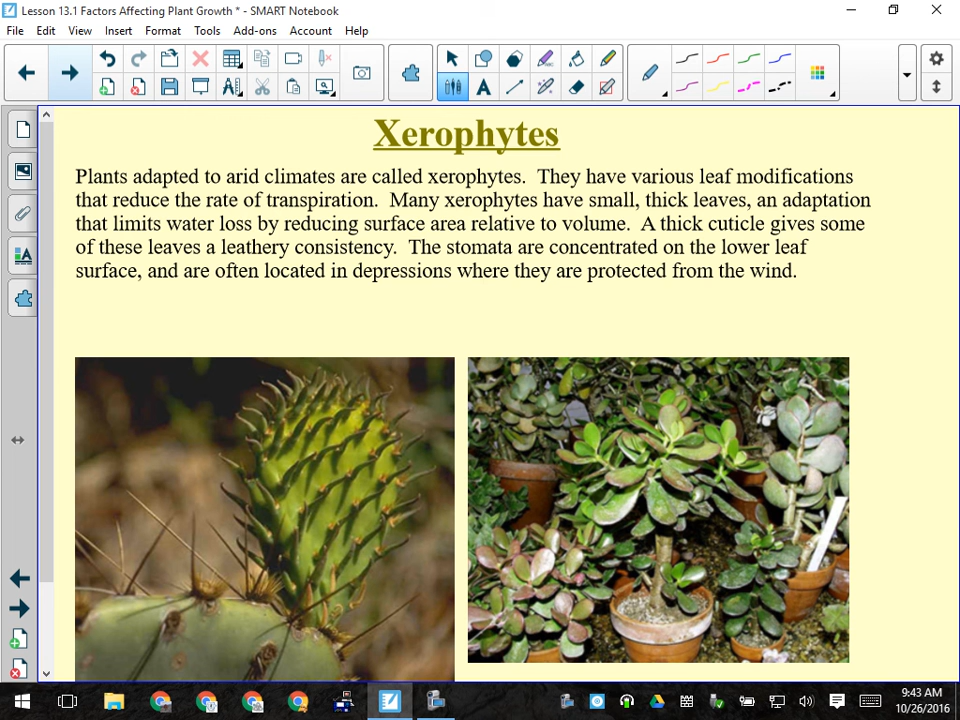 Lesson 13.1 Factors Affecting Plant Growth * - SMART Notebook
File Edit View Insert Format Tools Add-ons Account Help
Xerophytes
Plants adapted to arid climates are called xerophytes. They have various leaf modifications
that reduce the rate of transpiration. Many xerophytes have small, thick leaves, an adaptation
that limits water loss by reducing surface area relative to volume. A thick cuticle gives some
of these leaves a leathery consistency. The stomata are concentrated on the lower leaf
surface, and are often located in depressions where they are protected from the wind.
9:43 AM
10/26/2016